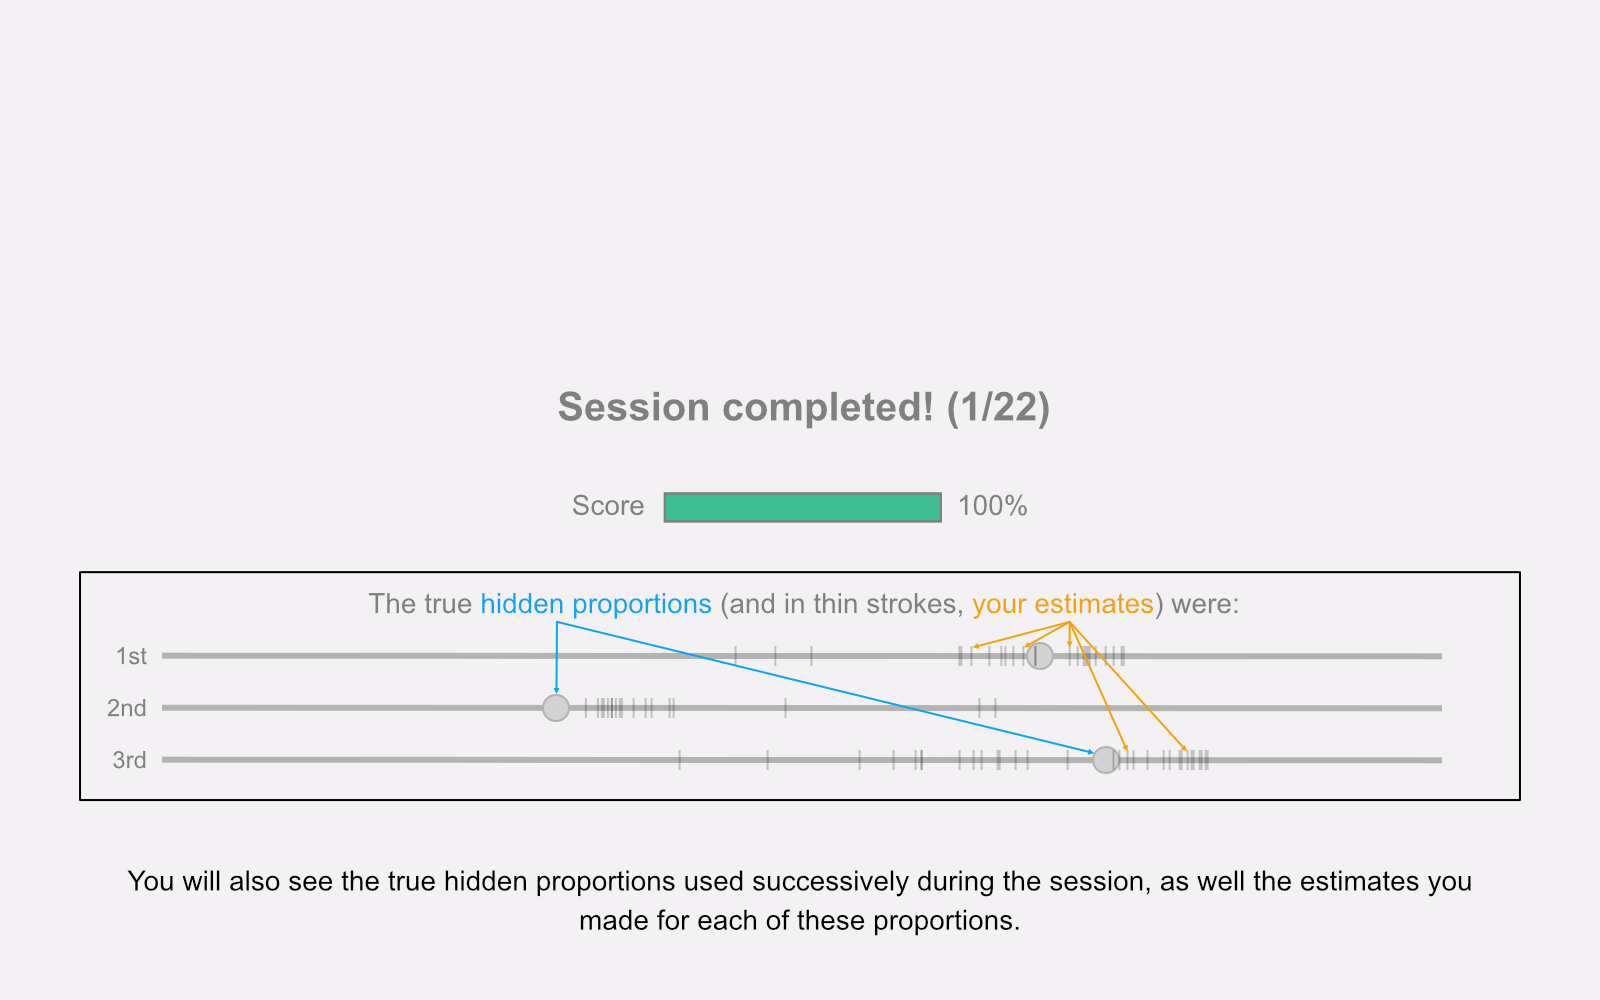 Session completed! (1/22)
Score 100%
The true hidden proportions (and in thin strokes, your estimates) were:
1st
2nd
3rd
You will also see the true hidden proportions used successively during the session, as well the estimates you
made for each of these proportions.